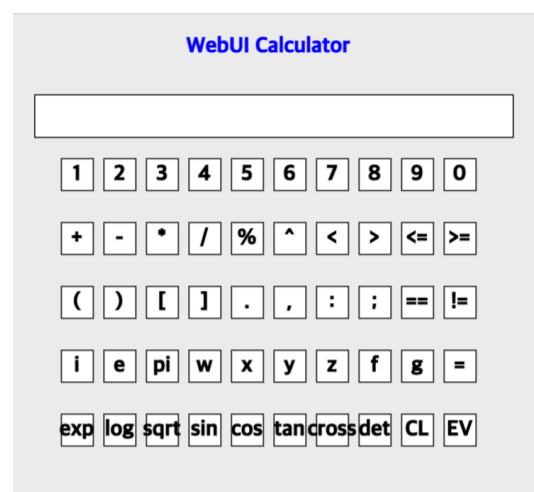 WebUI Calculator
1 2 3 4 5 6 7 8 9 0
+ - * / % ^ < > <= >=
( ) [ ] . , : ; == !=
i e pi w x y z f g =
exp log sqrt sin cos tan cross det CL EV